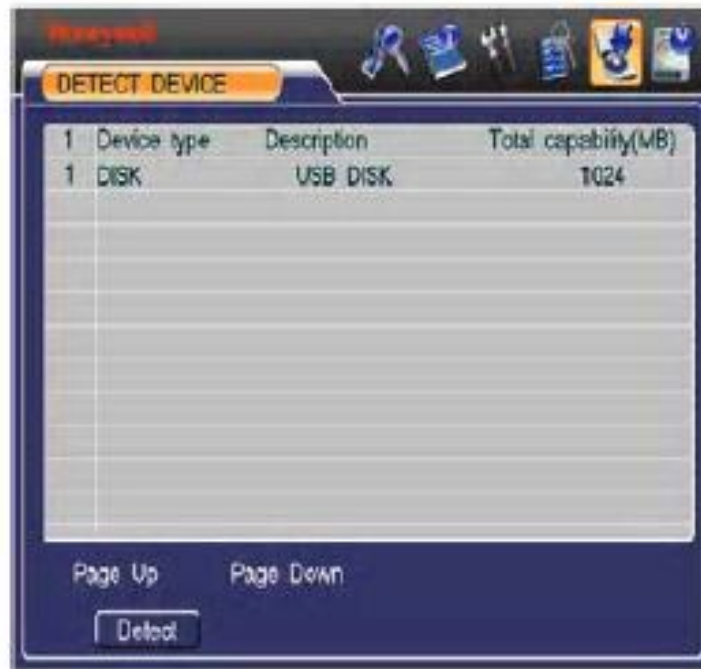 Honeywell
DETECT DEVICE
1 Device type Description Total capability(MB)
1 DISK USB DISK 1024
Page Up Page Down
Detect